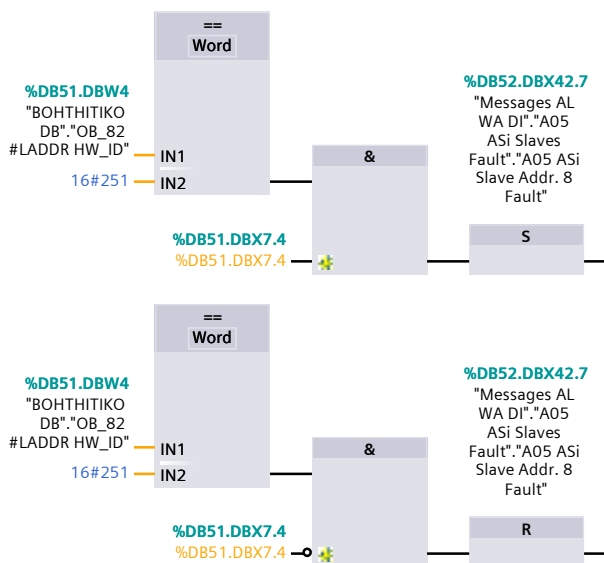 ==
Word
%DB51.DBW4
"BOHTHITIKO
DB"."OB_82
#LADDR HW_ID"
IN1
16#251
IN2
&
%DB51.DBX7.4
%DB51.DBX7.4
%DB52.DBX42.7
"Messages AL
WA DI"."A05
ASi Slaves
Fault"."A05 ASi
Slave Addr. 8
Fault"
S
==
Word
%DB51.DBW4
"BOHTHITIKO
DB"."OB_82
#LADDR HW_ID"
IN1
16#251
IN2
&
%DB51.DBX7.4
%DB51.DBX7.4
%DB52.DBX42.7
"Messages AL
WA DI"."A05
ASi Slaves
Fault"."A05 ASi
Slave Addr. 8
Fault"
R